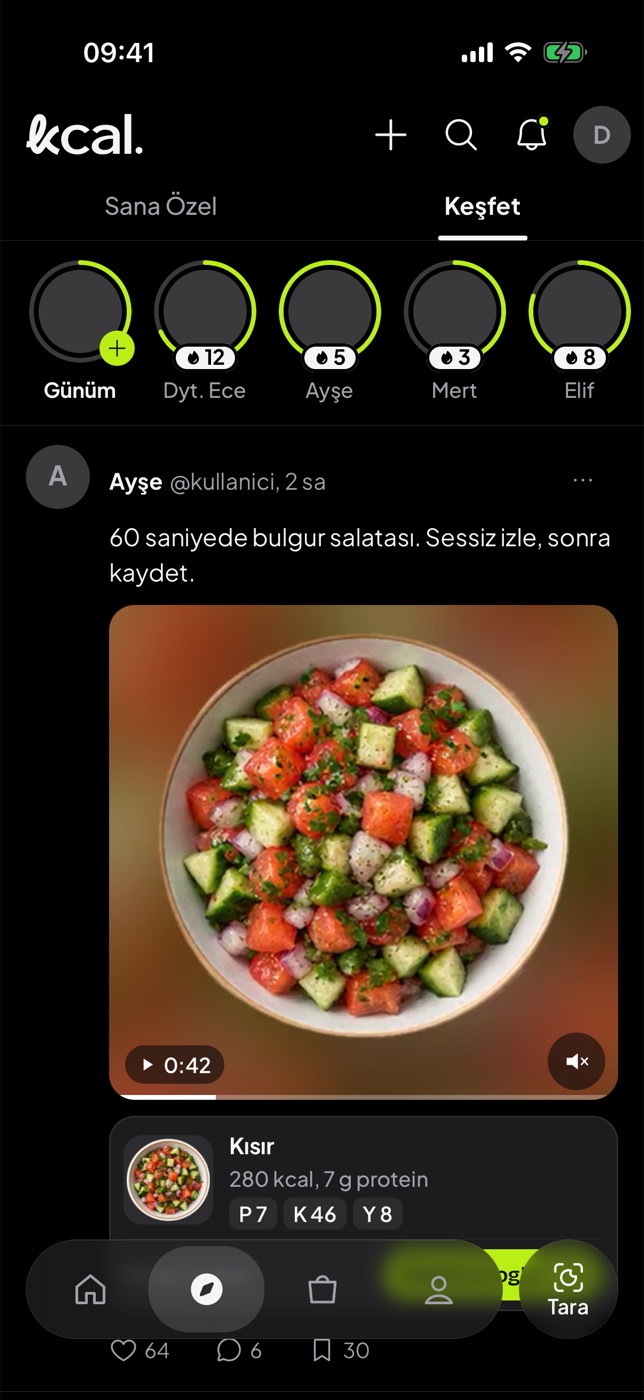 09:41
kcal.
D
Sana Özel
Keşfet
12
5
3
8
Günüm
Dyt. Ece
Ayşe
Mert
Elif
A
Ayşe @kullanici, 2 sa
60 saniyede bulgur salatası. Sessiz izle, sonra
kaydet.
0:42
Kısır
280 kcal, 7 g protein
P 7
K 46
Y 8
Tara
64
6
30